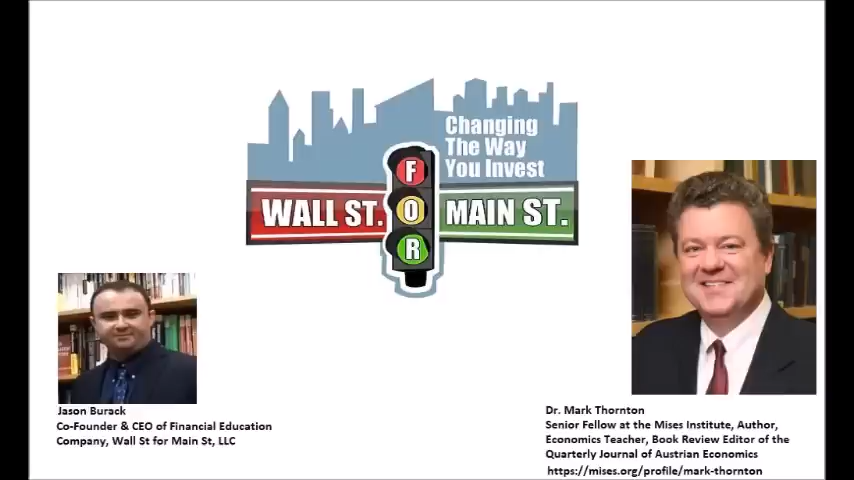 Changing
The Way
You Invest
WALL ST. FOR MAIN ST.
Jason Burack
Co-Founder & CEO of Financial Education
Company, Wall St for Main St, LLC
Dr. Mark Thornton
Senior Fellow at the Mises Institute, Author,
Economics Teacher, Book Review Editor of the
Quarterly Journal of Austrian Economics
https://mises.org/profile/mark-thornton